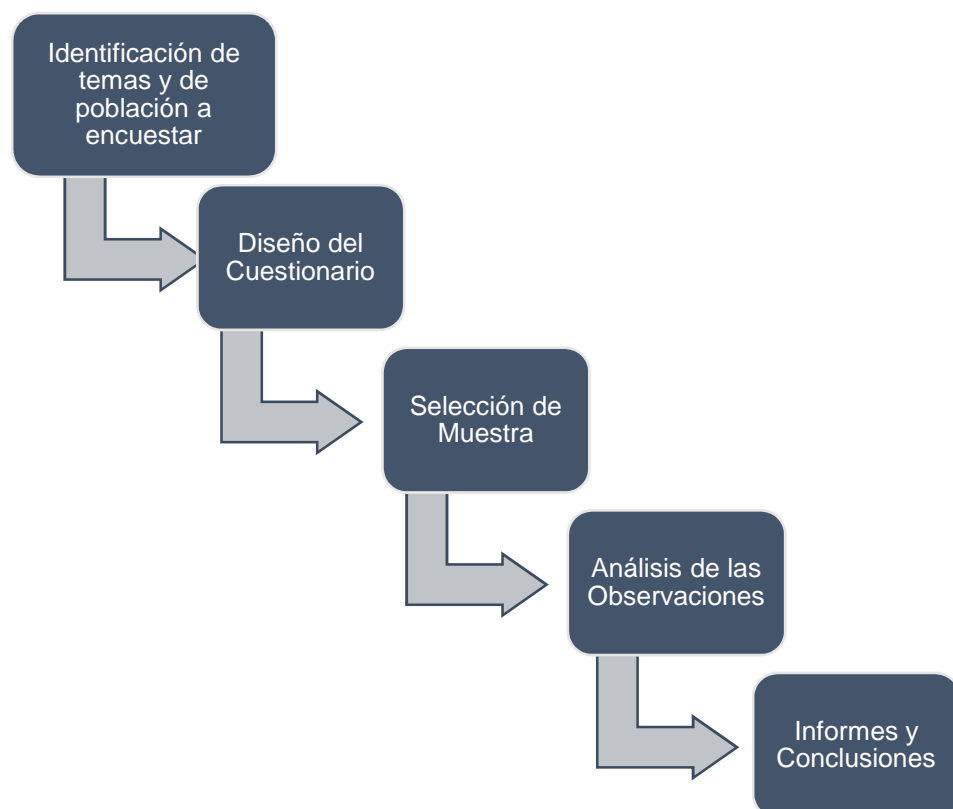 Identificación de
temas y de
población a
encuestar
Diseño del
Cuestionario
Selección de
Muestra
Análisis de las
Observaciones
Informes y
Conclusiones